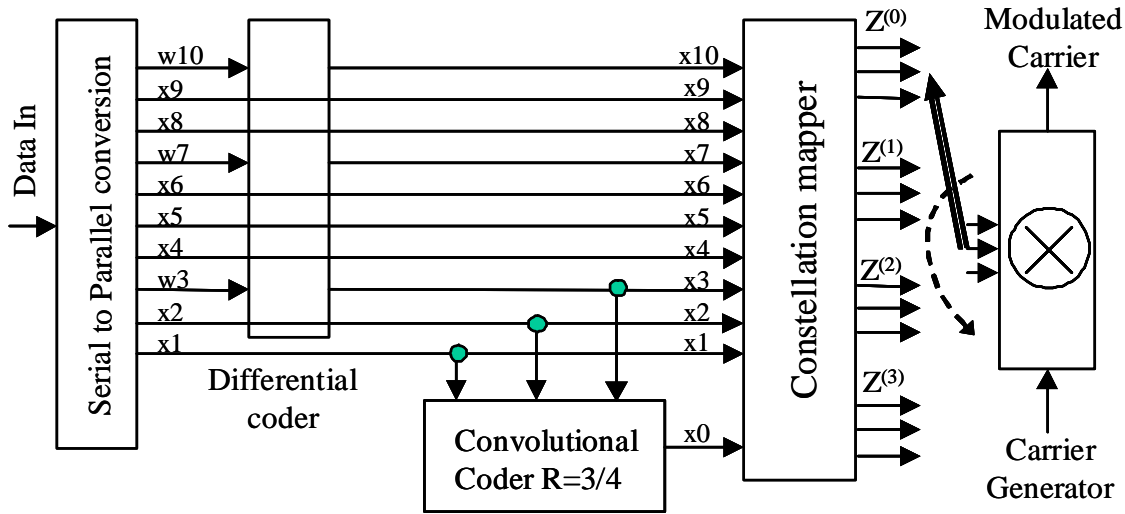 Data In
Serial to Parallel conversion
w10
x9
x8
w7
x6
x5
x4
w3
x2
x1
Differential
coder
x10
x9
x8
x7
x6
x5
x4
x3
x2
x1
Convolutional
Coder R=3/4
x0
Constellation mapper
Z(0)
Z(1)
Z(2)
Z(3)
Modulated
Carrier
Carrier
Generator